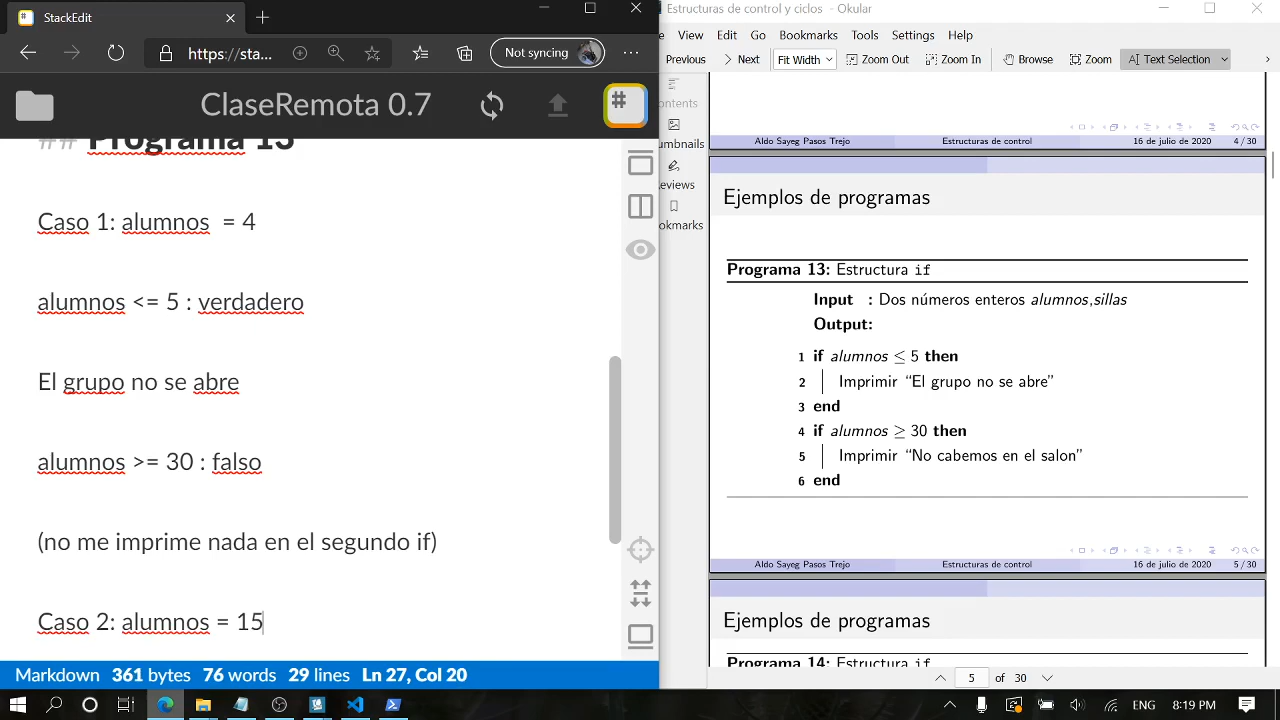 StackEdit
https://sta...
Not syncing
ClaseRemota 0.7
## Programa 13
Caso 1: alumnos = 4
alumnos <= 5 : verdadero
El grupo no se abre
alumnos >= 30 : falso
(no me imprime nada en el segundo if)
Caso 2: alumnos = 15
Markdown 361 bytes 76 words 29 lines Ln 27, Col 20
Estructuras de control y ciclos - Okular
e View Edit Go Bookmarks Tools Settings Help
Previous Next Fit Width Zoom Out Zoom In Browse Zoom Text Selection
ontents
umbnails
eviews
okmarks
Aldo Sayeg Pasos Trejo Estructuras de control 16 de julio de 2020 4 / 30
Ejemplos de programas
Programa 13: Estructura if
Input : Dos números enteros alumnos,sillas
Output:
1 if alumnos ≤ 5 then
2 Imprimir “El grupo no se abre”
3 end
4 if alumnos ≥ 30 then
5 Imprimir “No cabemos en el salon”
6 end
Aldo Sayeg Pasos Trejo Estructuras de control 16 de julio de 2020 5 / 30
Ejemplos de programas
Programa 14: Estructura if
5 of 30
ENG 8:19 PM